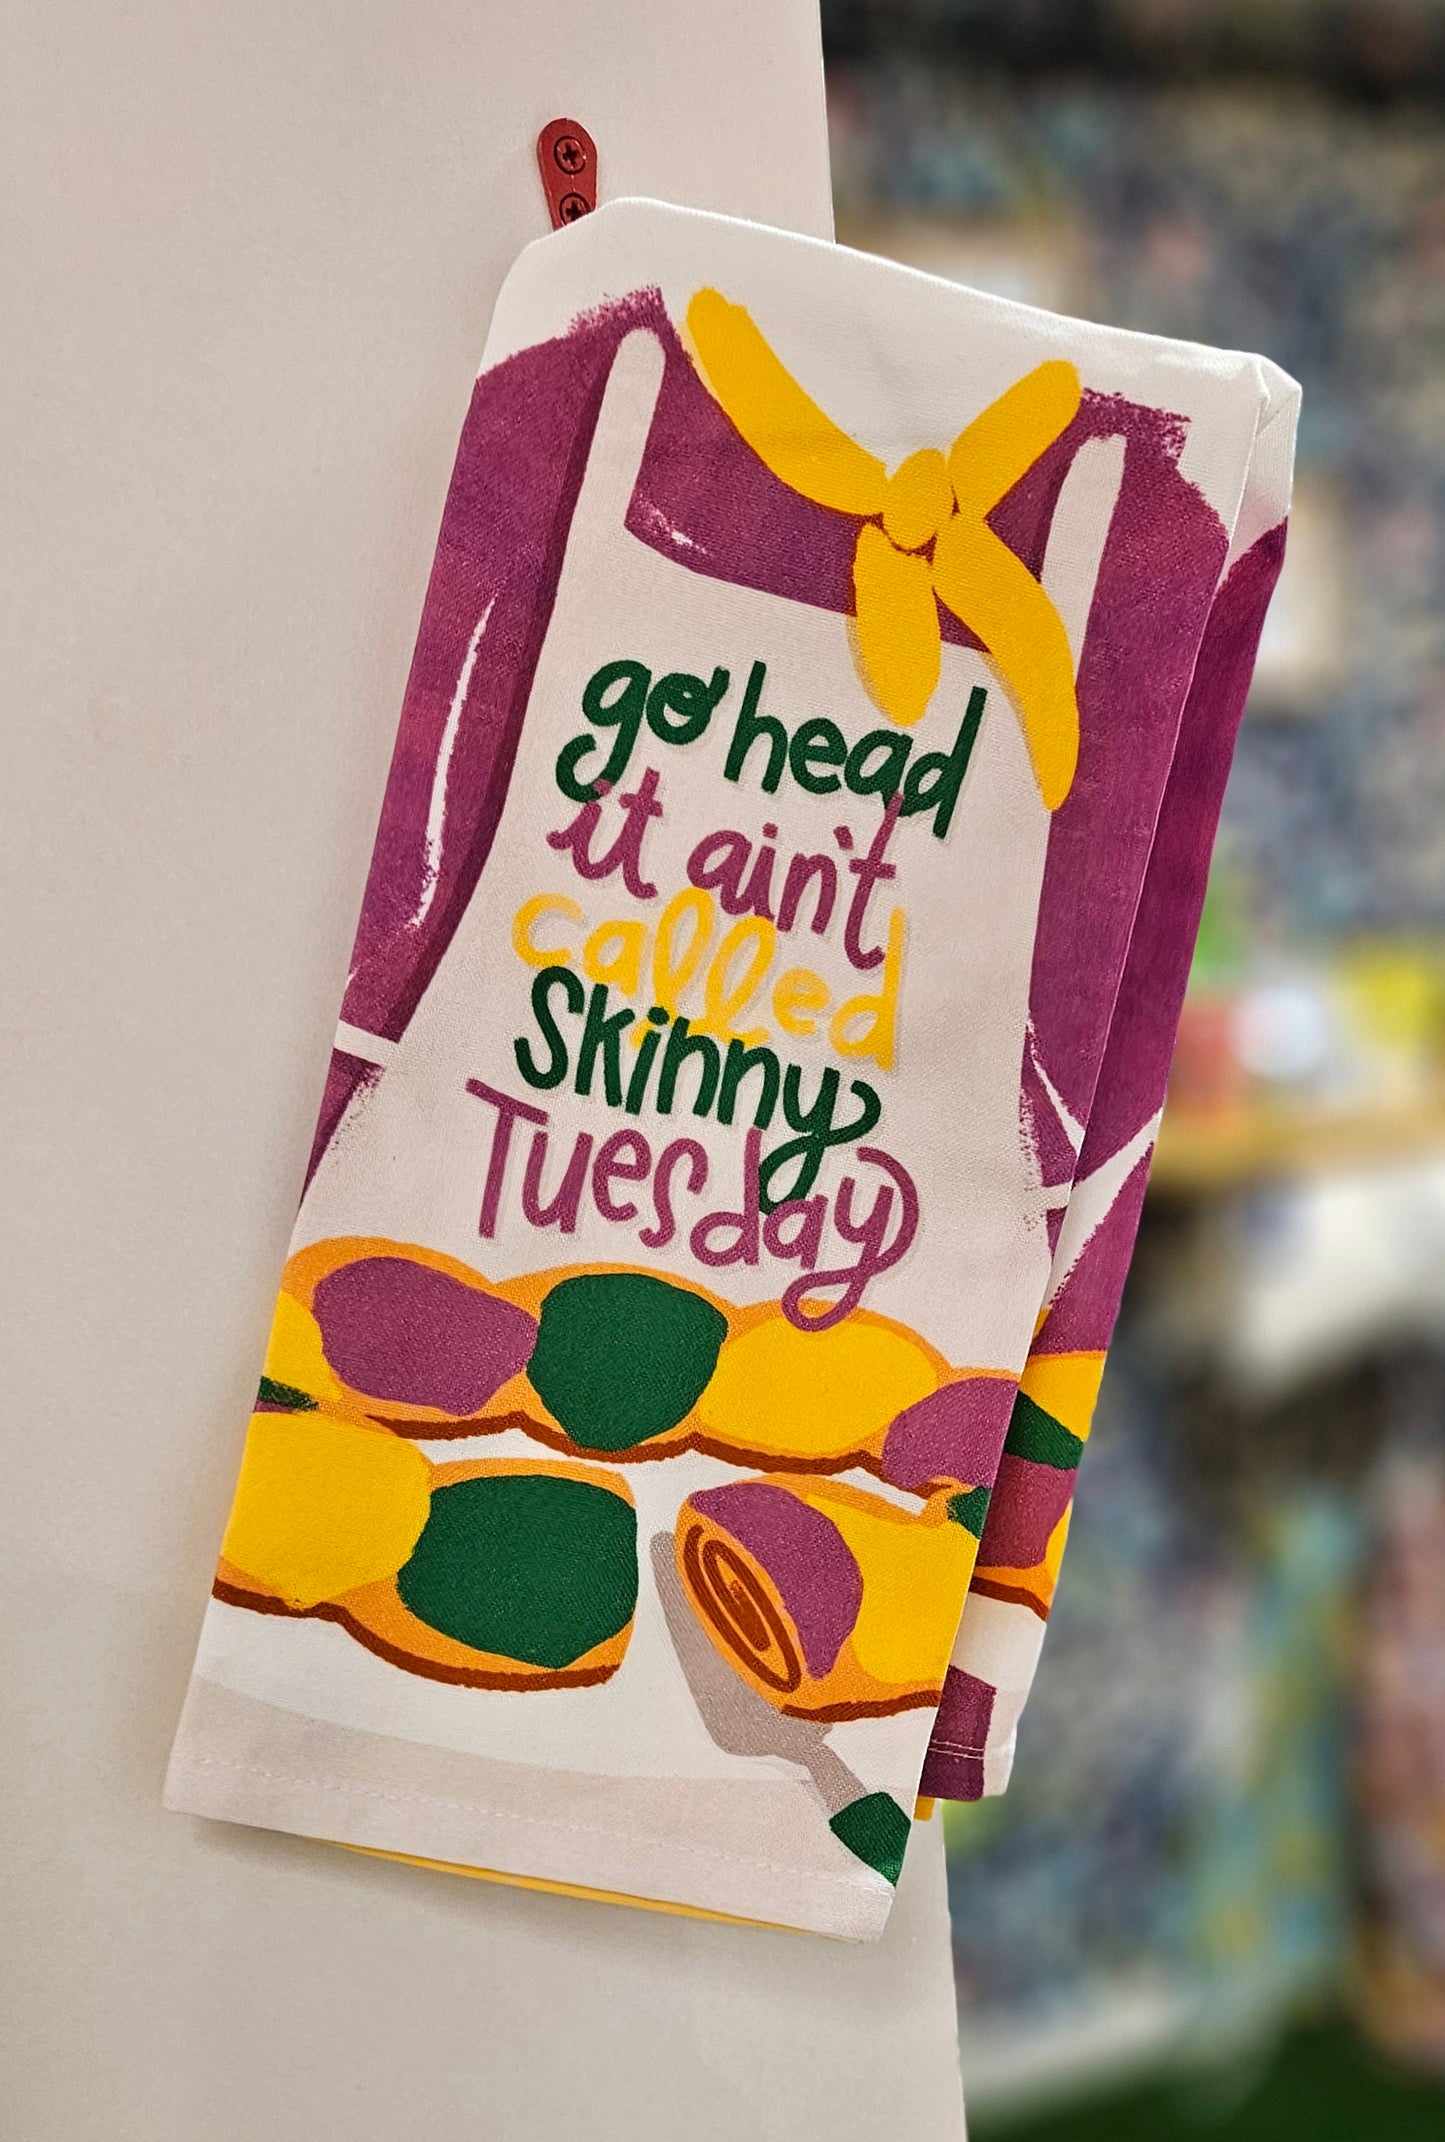 go head
it ain't
called
Skinny
Tuesday